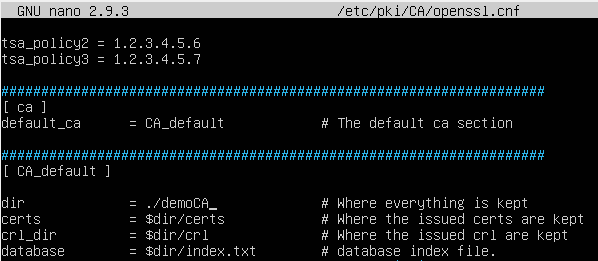 GNU nano 2.9.3 /etc/pki/CA/openssl.cnf
tsa_policy2 = 1.2.3.4.5.6
tsa_policy3 = 1.2.3.4.5.7
####################################################################
[ ca ]
default_ca = CA_default # The default ca section
####################################################################
[ CA_default ]
dir = ./demoCA_ # Where everything is kept
certs = $dir/certs # Where the issued certs are kept
crl_dir = $dir/crl # Where the issued crl are kept
database = $dir/index.txt # database index file.